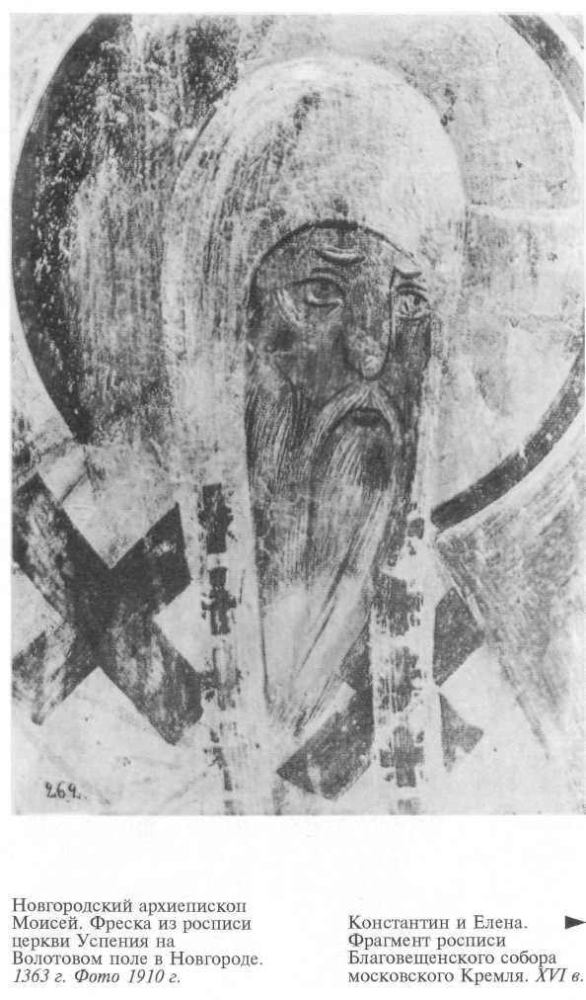 262.
Новгородский архиепископ
Моисей. Фреска из росписи
церкви Успения на
Волотовом поле в Новгороде.
1363 г. Фото 1910 г.
Константин и Елена.
Фрагмент росписи
Благовещенского собора
московского Кремля. XVI в.